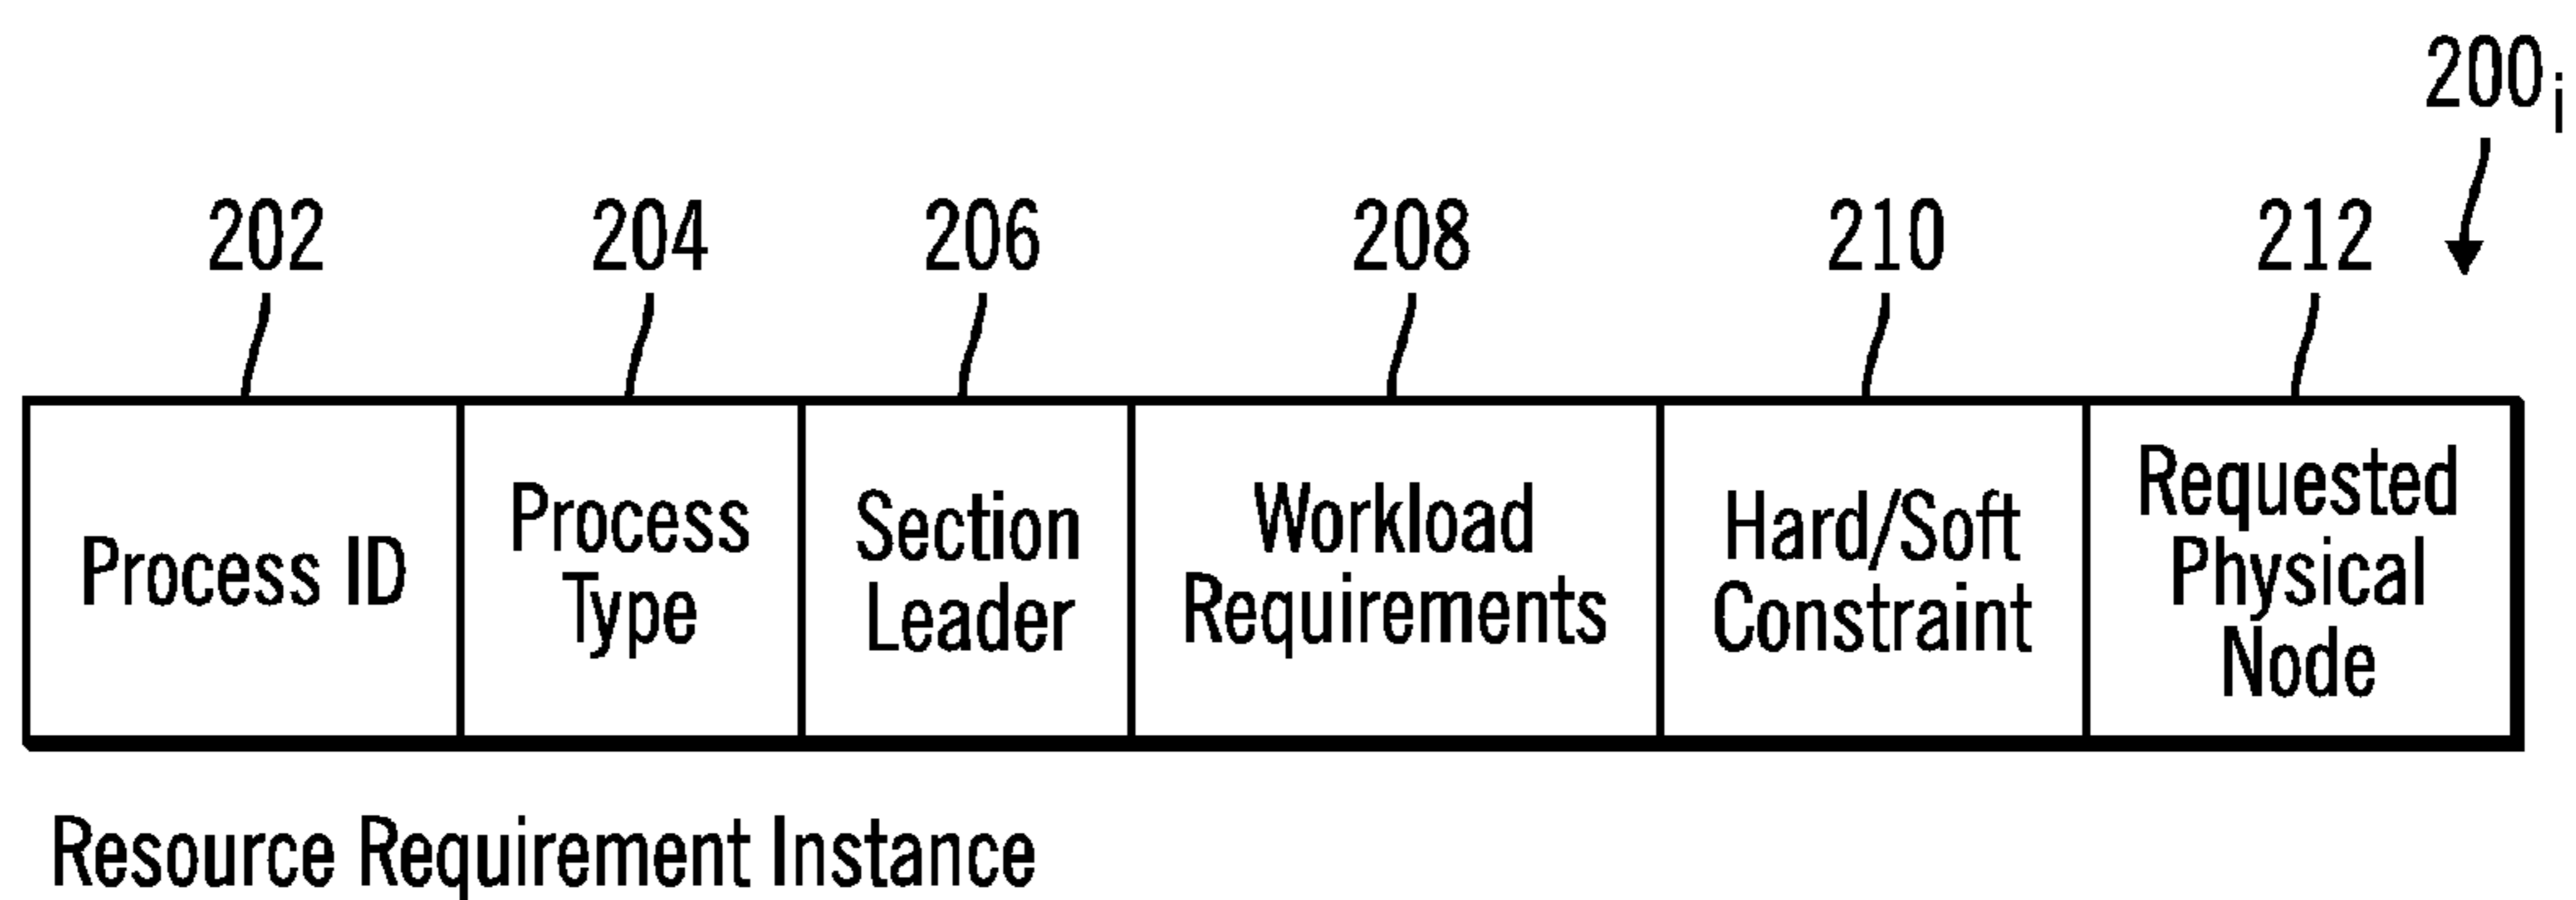 200i
202 204 206 208 210 212
Process ID
Process
Type
Section
Leader
Workload
Requirements
Hard/Soft
Constraint
Requested
Physical
Node
Resource Requirement Instance